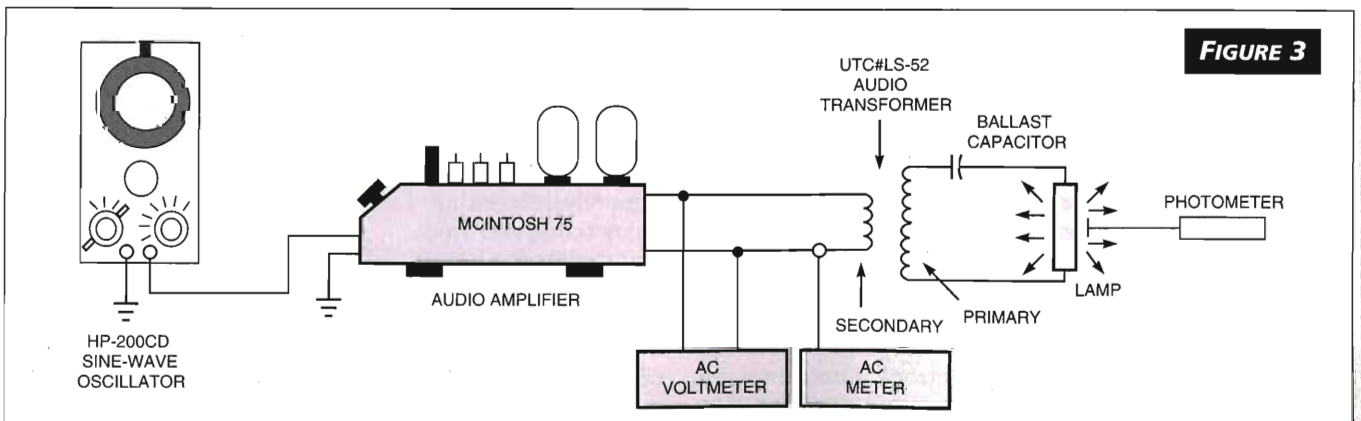 FIGURE 3
UTC#LS-52
AUDIO
TRANSFORMER
BALLAST
CAPACITOR
PHOTOMETER
MCINTOSH 75
AUDIO AMPLIFIER
LAMP
SECONDARY
PRIMARY
HP-200CD
SINE-WAVE
OSCILLATOR
AC
VOLTMETER
AC
METER